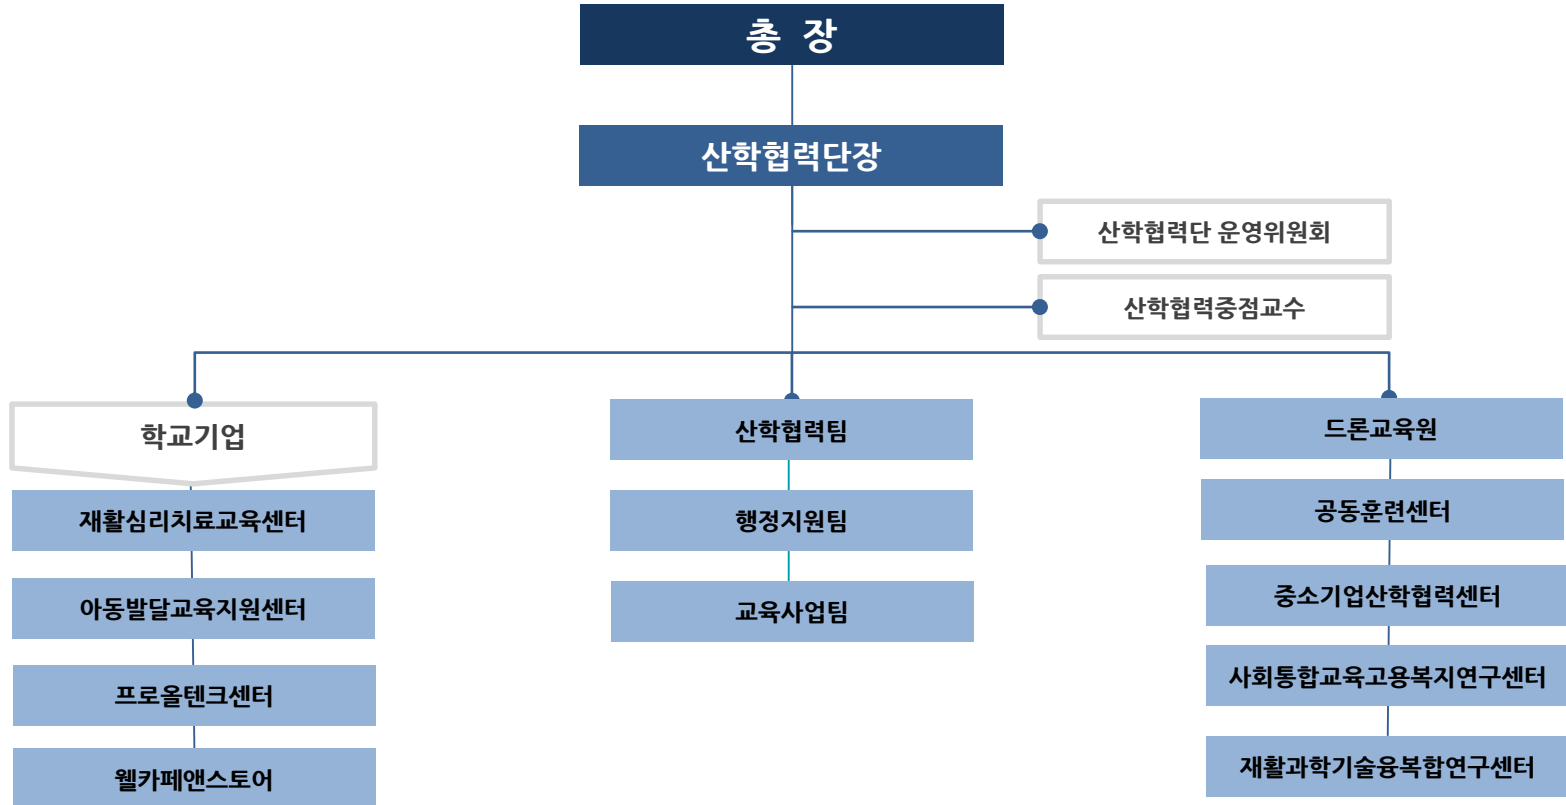 총 장
산학협력단장
산학협력단 운영위원회
산학협력중점교수
학교기업
재활심리치료교육센터
아동발달교육지원센터
프로올텐크센터
웰카페앤스토어
산학협력팀
행정지원팀
교육사업팀
드론교육원
공동훈련센터
중소기업산학협력센터
사회통합교육고용복지연구센터
재활과학기술융복합연구센터